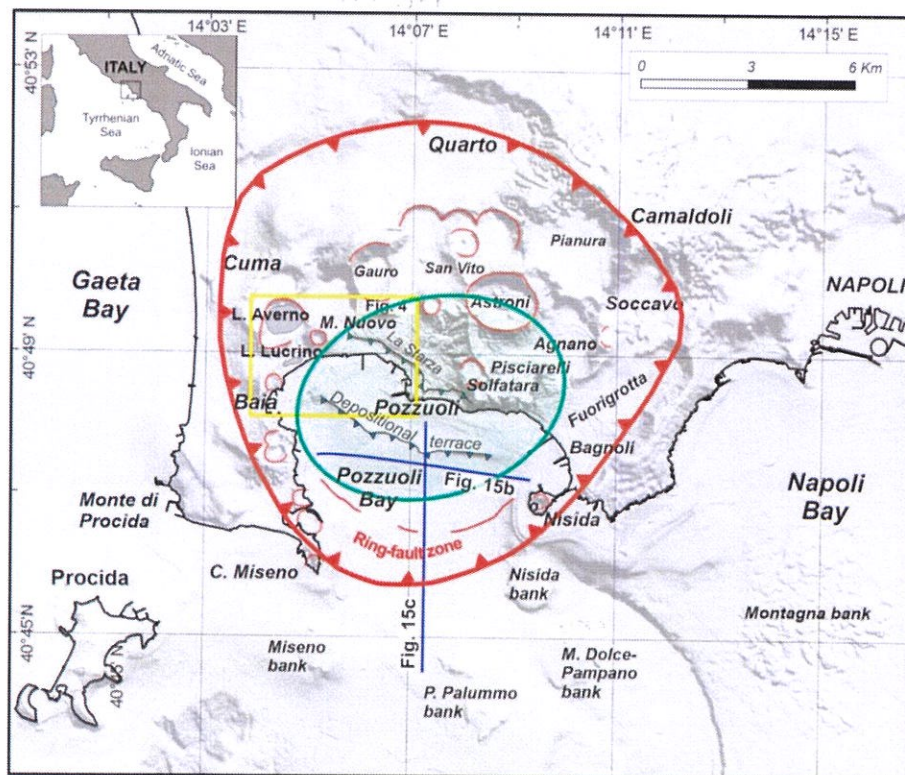 14°03' E
14°07' E
14°11' E
14°15' E
40°53' N
ITALY
Adriatic Sea
Tyrrhenian
Sea
Ionian
Sea
0
3
6 Km
Quarto
Camaldoli
Pianura
Cuma
Gauro
San Vito
Gaeta
Bay
Soccavo
NAPOLI
L. Averno
Fig. 4
Astroni
M. Nuovo
La Starza
Agnano
40°49' N
L. Lucrino
Pisciarelli
Solfatara
Baia
Pozzuoli
Fuorigrotta
Depositional
terrace
Bagnoli
Pozzuoli
Bay
Fig. 15b
Napoli
Bay
Monte di
Procida
Nisida
Ring-fault zone
C. Miseno
Nisida
bank
Procida
Montagna bank
40°45'N
Fig. 15c
Miseno
bank
M. Dolce-
Pampano
bank
P. Palummo
bank